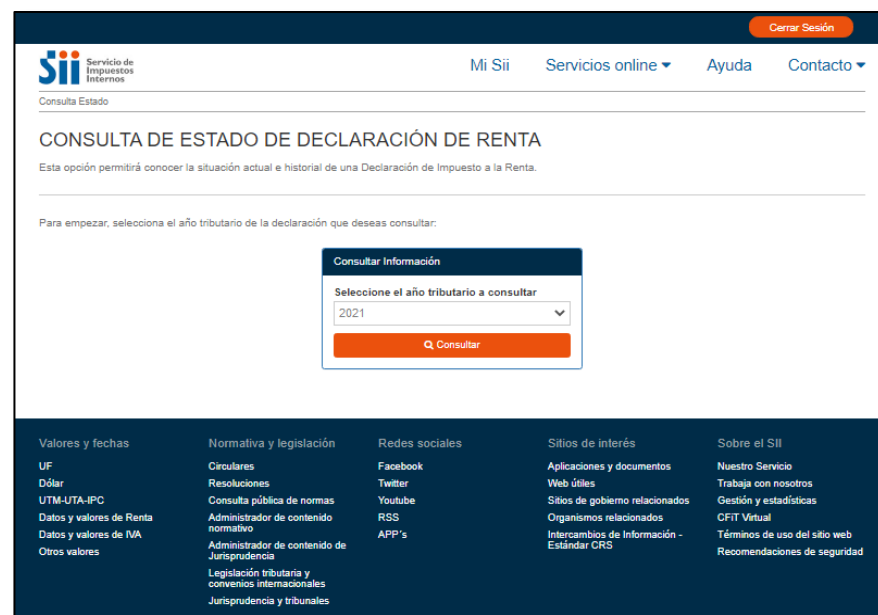 Cerrar Sesión
Sii Servicio de
Impuestos
Internos
Mi Sii Servicios online Ayuda Contacto
Consulta Estado
CONSULTA DE ESTADO DE DECLARACIÓN DE RENTA
Esta opción permitirá conocer la situación actual e historial de una Declaración de Impuesto a la Renta.
Para empezar, selecciona el año tributario de la declaración que deseas consultar:
Consultar Información
Seleccione el año tributario a consultar
2021
Consultar
Valores y fechas
UF
Dólar
UTM-UTA-IPC
Datos y valores de Renta
Datos y valores de IVA
Otros valores
Normativa y legislación
Circulares
Resoluciones
Consulta pública de normas
Administrador de contenido
normativo
Administrador de contenido de
Jurisprudencia
Legislación tributaria y
convenios internacionales
Jurisprudencia y tribunales
Redes sociales
Facebook
Twitter
Youtube
RSS
APP's
Sitios de interés
Aplicaciones y documentos
Web útiles
Sitios de gobierno relacionados
Organismos relacionados
Intercambios de Información -
Estándar CRS
Sobre el SII
Nuestro Servicio
Trabaja con nosotros
Gestión y estadísticas
CFiT Virtual
Términos de uso del sitio web
Recomendaciones de seguridad